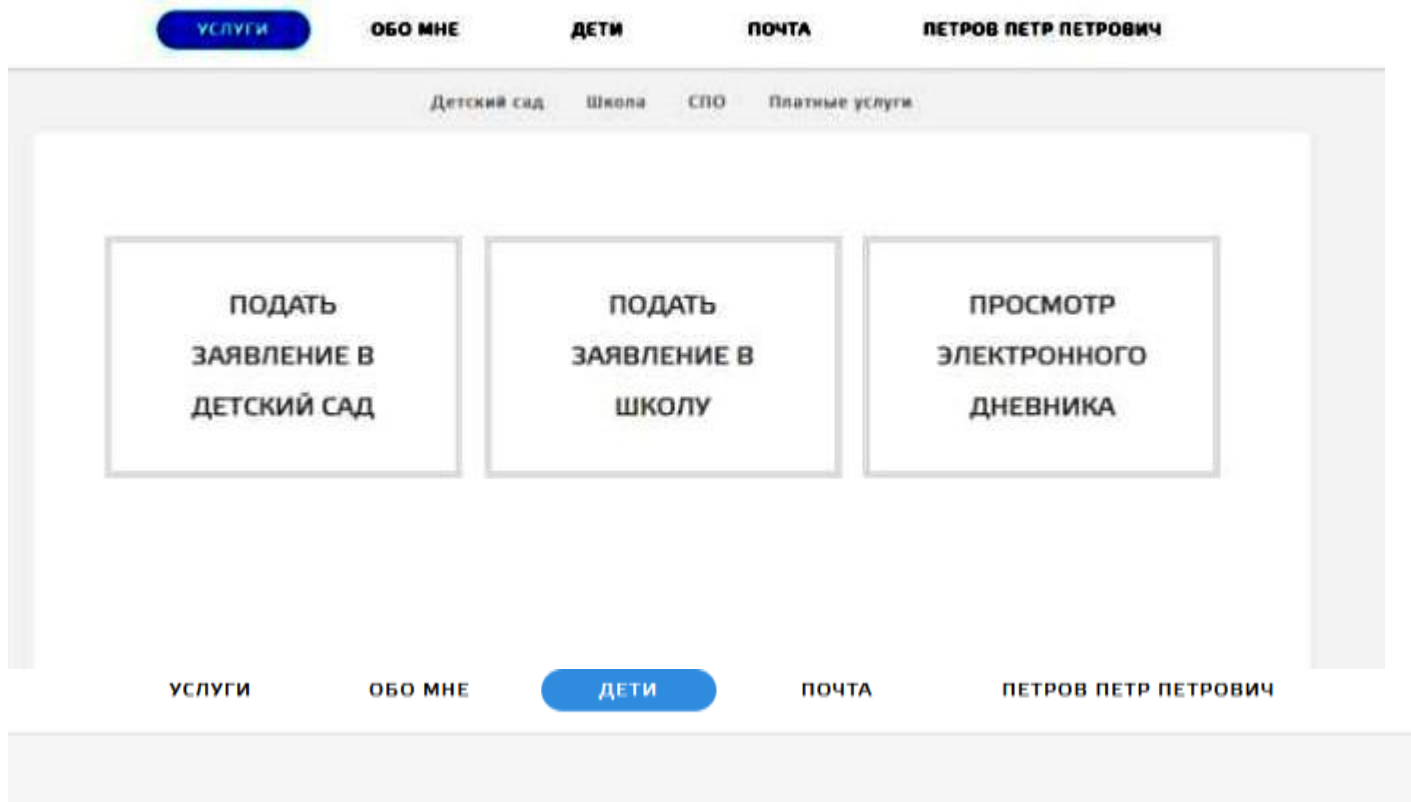 УСЛУГИ ОБО МНЕ ДЕТИ ПОЧТА ПЕТРОВ ПЕТР ПЕТРОВИЧ
Детский сад Школа СПО Платные услуги
ПОДАТЬ
ЗАЯВЛЕНИЕ В
ДЕТСКИЙ САД
ПОДАТЬ
ЗАЯВЛЕНИЕ В
ШКОЛУ
ПРОСМОТР
ЭЛЕКТРОННОГО
ДНЕВНИКА
УСЛУГИ ОБО МНЕ ДЕТИ ПОЧТА ПЕТРОВ ПЕТР ПЕТРОВИЧ